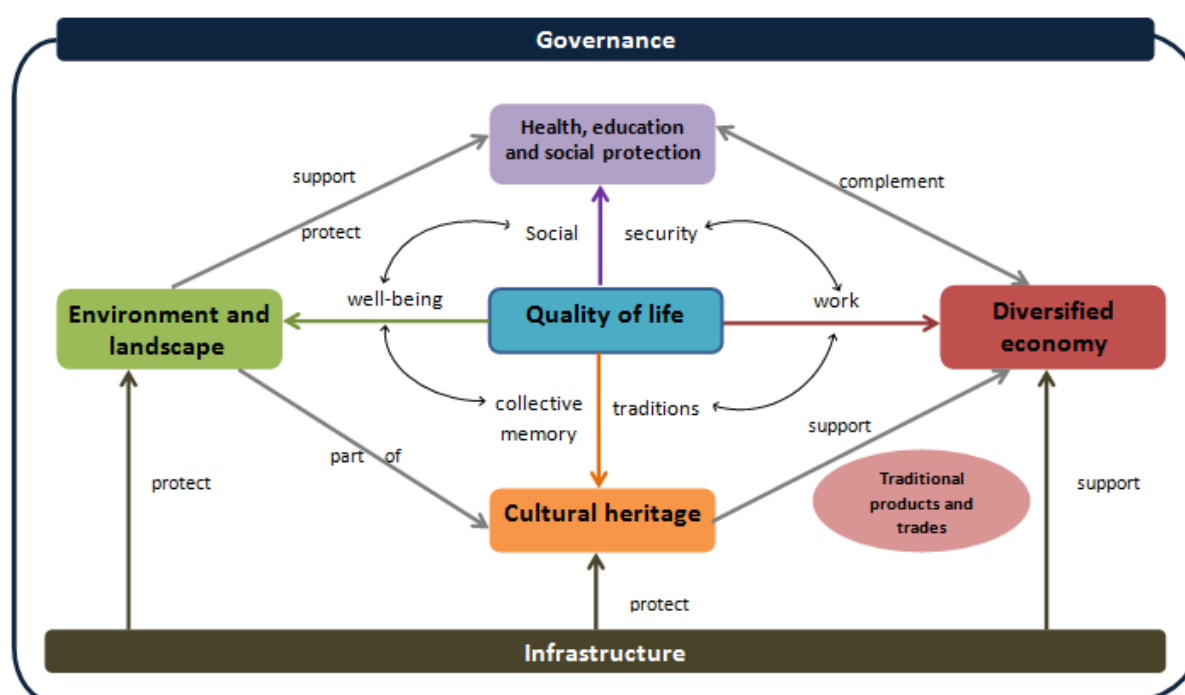 Governance
Health, education
and social protection
support
complement
protect
Social
security
well-being
work
Environment and
landscape
Quality of life
Diversified
economy
collective
memory
traditions
support
part of
Traditional
products and
trades
protect
support
Cultural heritage
protect
Infrastructure